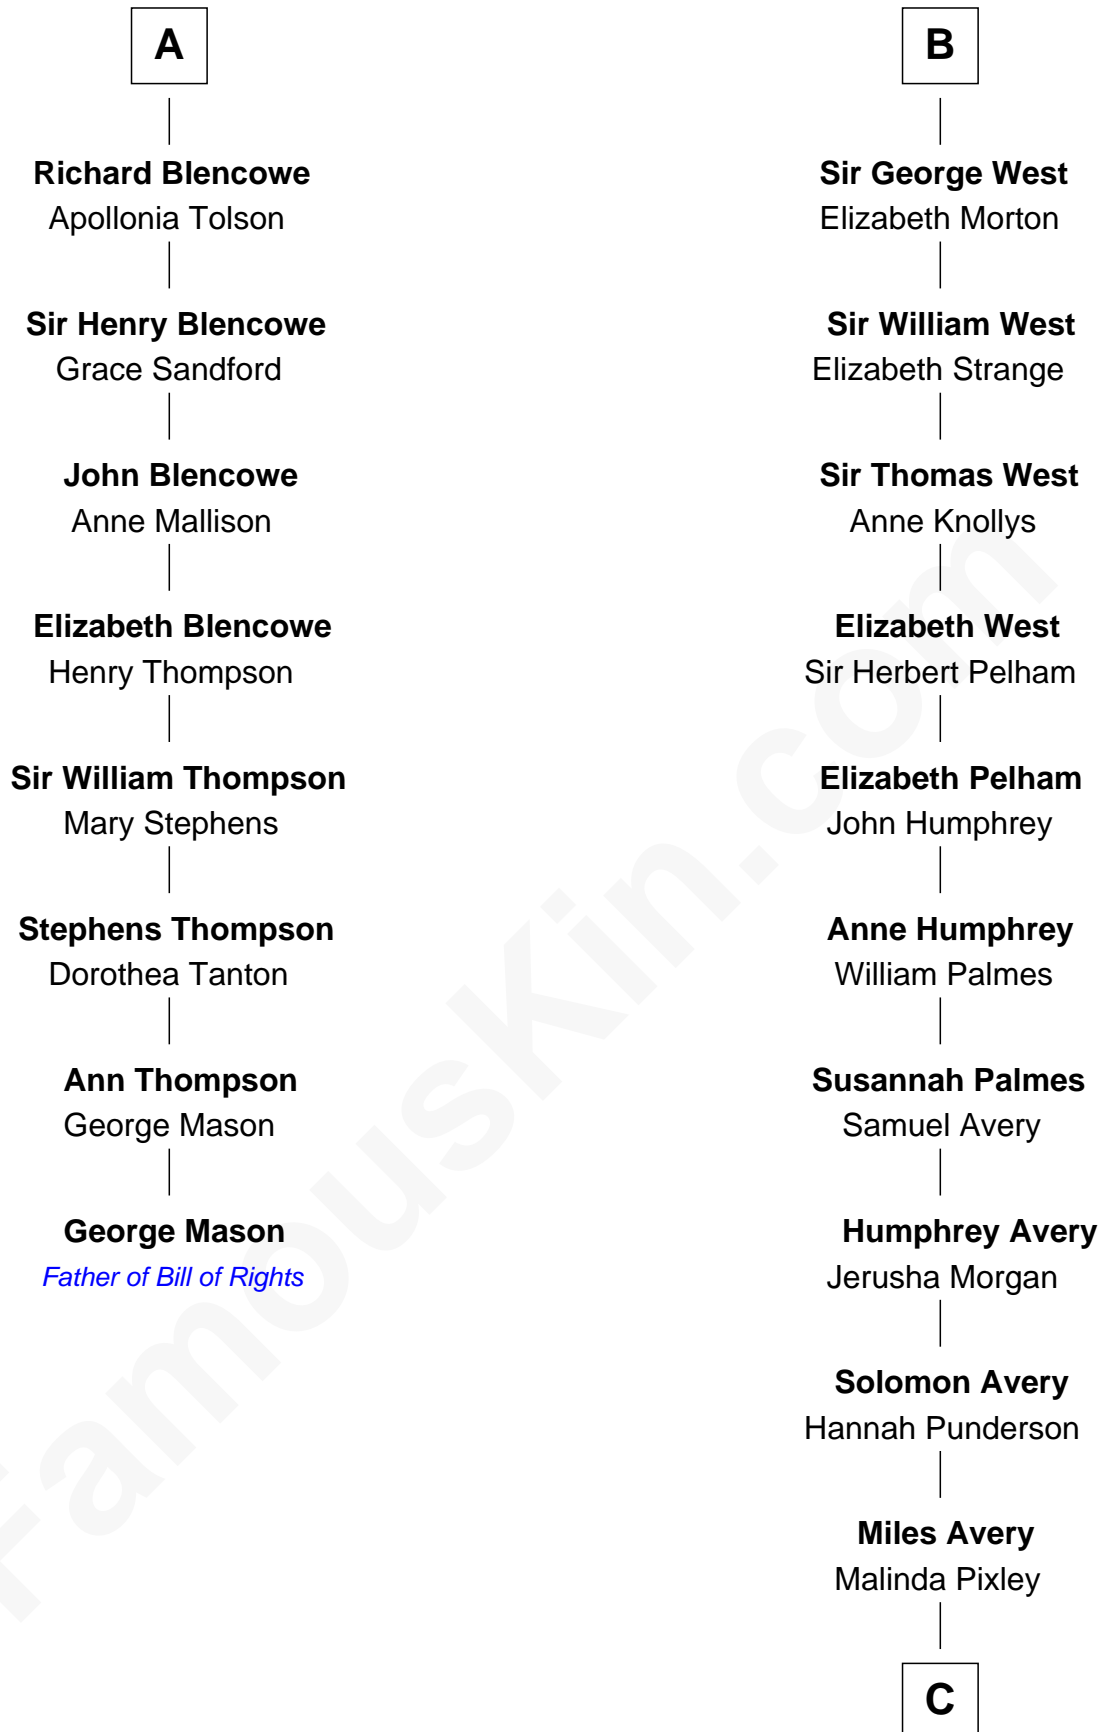 A
Richard Blencowe
Apollonia Tolson
Sir Henry Blencowe
Grace Sandford
John Blencowe
Anne Mallison
Elizabeth Blencowe
Henry Thompson
Sir William Thompson
Mary Stephens
Stephens Thompson
Dorothea Tanton
Ann Thompson
George Mason
George Mason
Father of Bill of Rights
B
Sir George West
Elizabeth Morton
Sir William West
Elizabeth Strange
Sir Thomas West
Anne Knollys
Elizabeth West
Sir Herbert Pelham
Elizabeth Pelham
John Humphrey
Anne Humphrey
William Palmes
Susannah Palmes
Samuel Avery
Humphrey Avery
Jerusha Morgan
Solomon Avery
Hannah Punderson
Miles Avery
Malinda Pixley
C
FamousKin.com